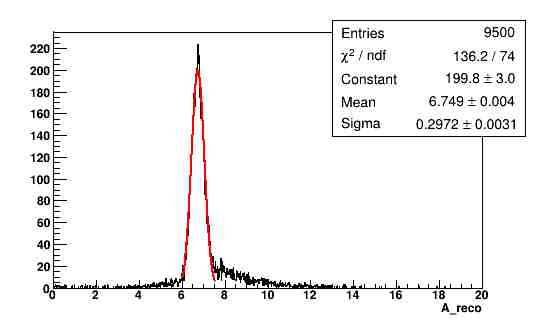 Entries 9500
χ² / ndf 136.2 / 74
Constant 199.8 ± 3.0
Mean 6.749 ± 0.004
Sigma 0.2972 ± 0.0031
220
200
180
160
140
120
100
80
60
40
20
0
0 2 4 6 8 10 12 14 16 18 20
A_reco